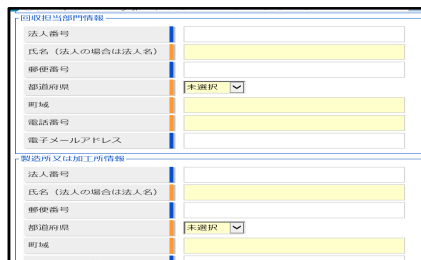 回収担当部門情報
法人番号
氏名（法人の場合は法人名）
郵便番号
都道府県
未選択
町域
電話番号
電子メールアドレス
製造所又は加工所情報
法人番号
氏名（法人の場合は法人名）
郵便番号
都道府県
未選択
町域